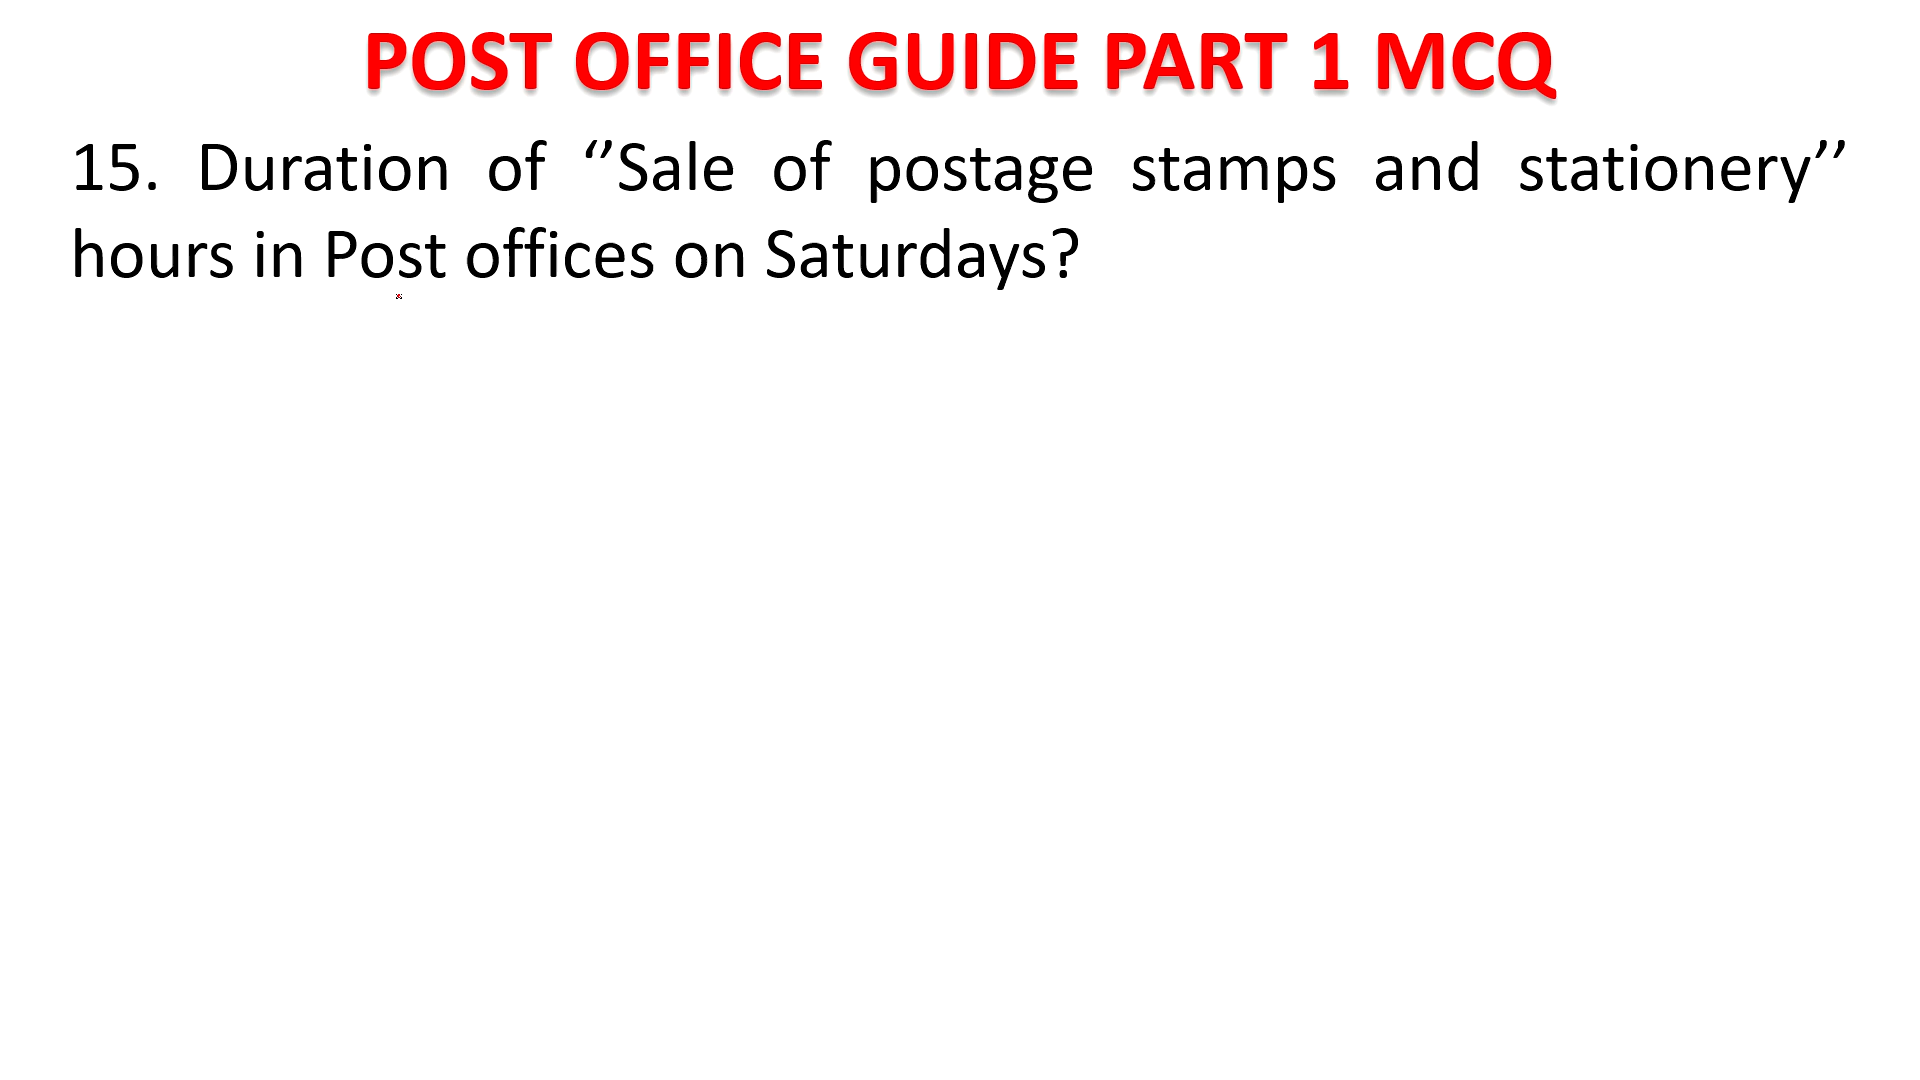 POST OFFICE GUIDE PART 1 MCQ
15. Duration of ‘’Sale of postage stamps and stationery’’
hours in Post offices on Saturdays?